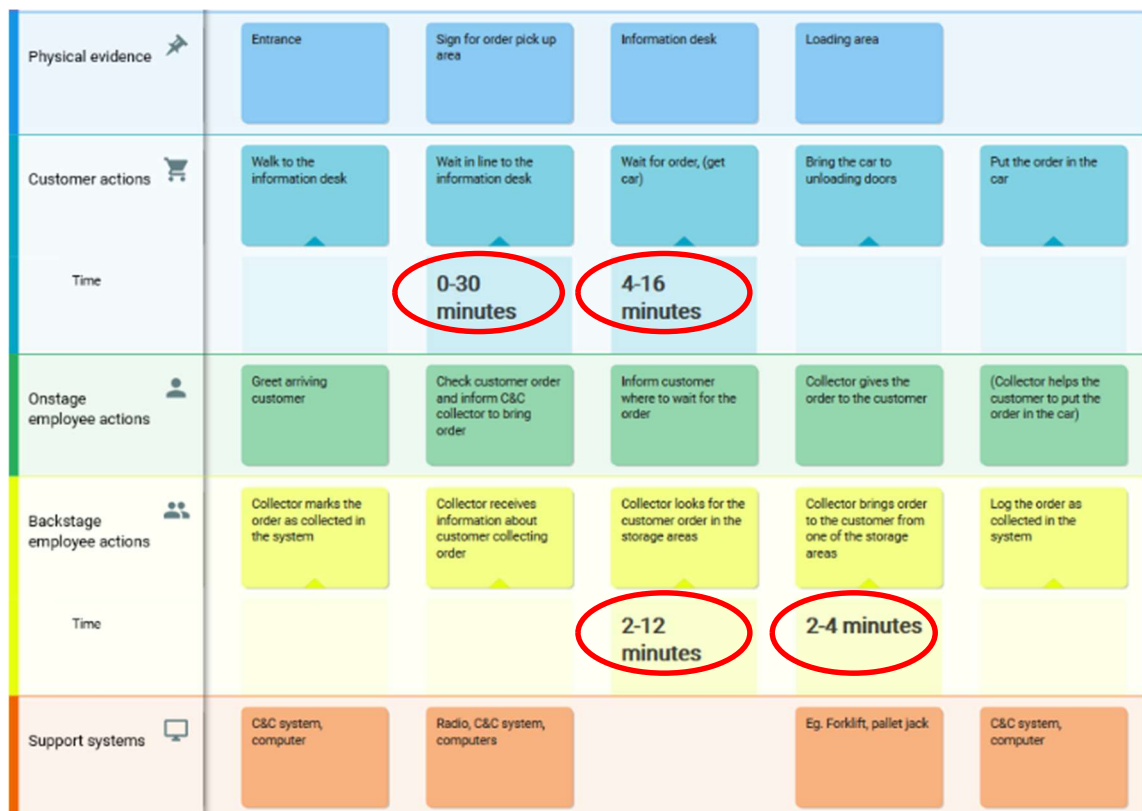 Physical evidence
Entrance
Sign for order pick up
area
Information desk
Loading area
Customer actions
Walk to the
information desk
Wait in line to the
information desk
Wait for order, (get
car)
Bring the car to
unloading doors
Put the order in the
car
Time
0-30
minutes
4-16
minutes
Onstage
employee actions
Greet arriving
customer
Check customer order
and inform C&C
collector to bring
order
Inform customer
where to wait for the
order
Collector gives the
order to the customer
(Collector helps the
customer to put the
order in the car)
Backstage
employee actions
Collector marks the
order as collected in
the system
Collector receives
information about
customer collecting
order
Collector looks for the
customer order in the
storage areas
Collector brings order
to the customer from
one of the storage
areas
Log the order as
collected in the
system
Time
2-12
minutes
2-4 minutes
Support systems
C&C system,
computer
Radio, C&C system,
computers
Eg. Forklift, pallet jack
C&C system,
computer